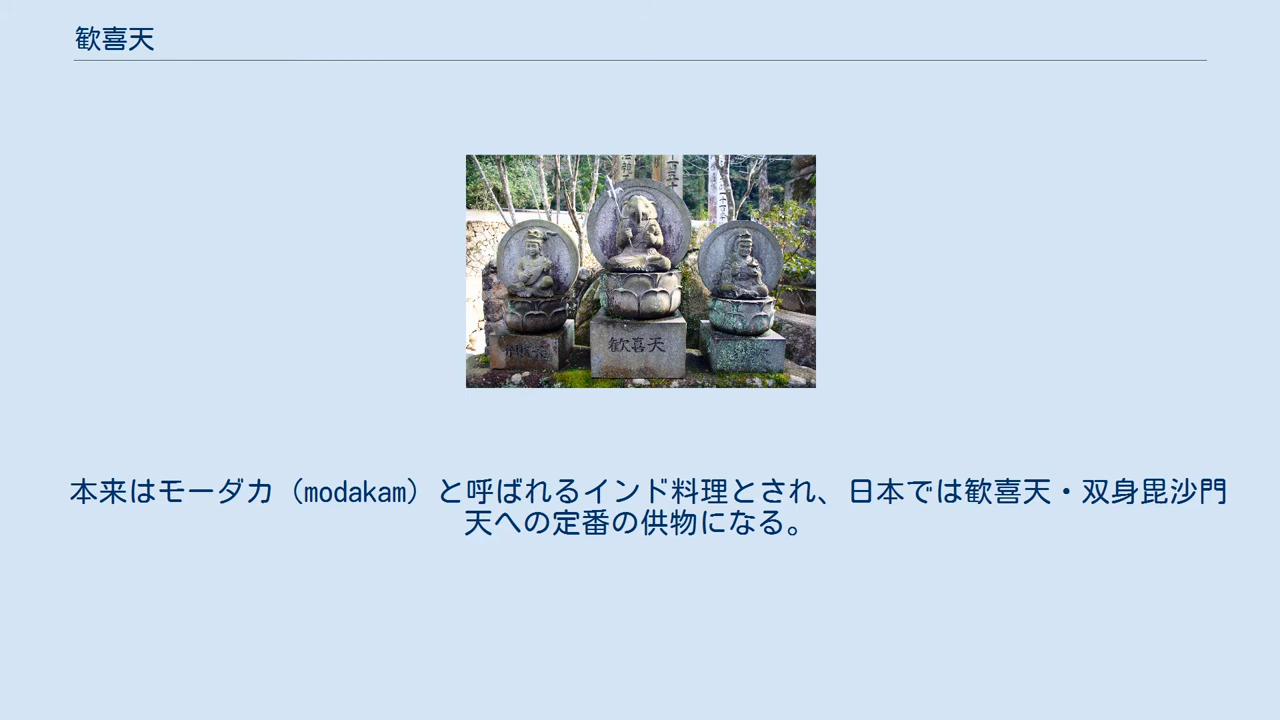 歓喜天
歓喜天
本来はモーダカ（modakam）と呼ばれるインド料理とされ、日本では歓喜天・双身毘沙門
天への定番の供物になる。